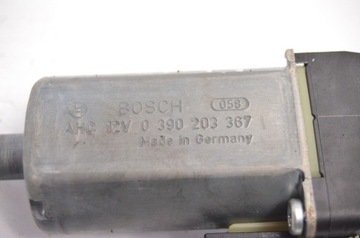 BOSCH 058
AHC 12V 0 390 203 367
Made in Germany